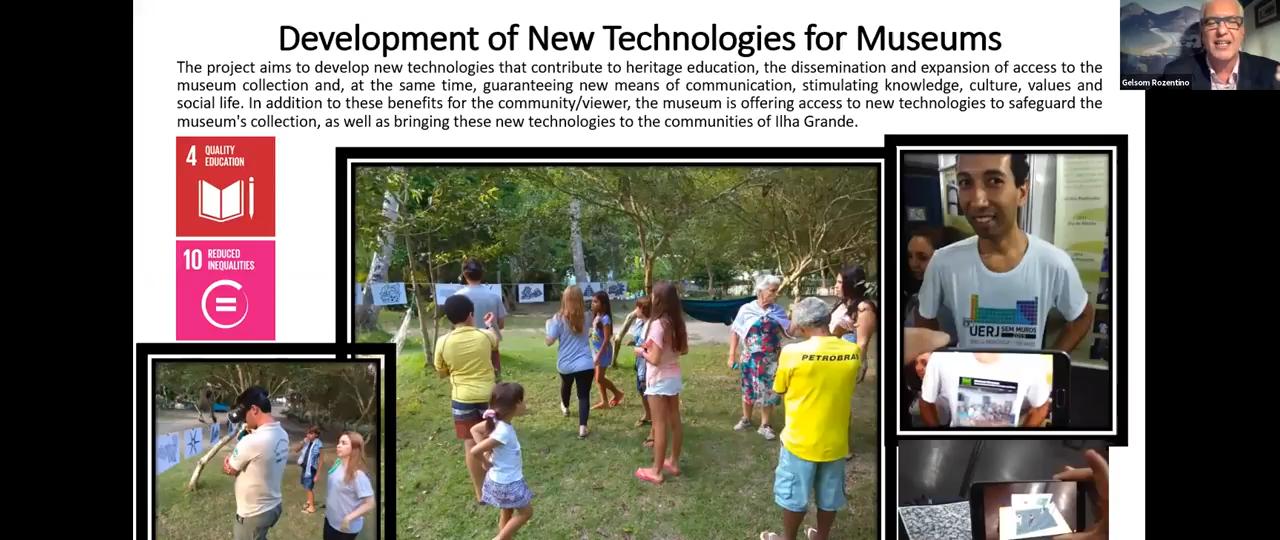 Development of New Technologies for Museums
The project aims to develop new technologies that contribute to heritage education, the dissemination and expansion of access to the
museum collection and, at the same time, guaranteeing new means of communication, stimulating knowledge, culture, values and
social life. In addition to these benefits for the community/viewer, the museum is offering access to new technologies to safeguard the
museum's collection, as well as bringing these new technologies to the communities of Ilha Grande.
Gelsom Rozentino
4 QUALITY
EDUCATION
10 REDUCED
INEQUALITIES
PETROBRA
UERJ SEM MUROS